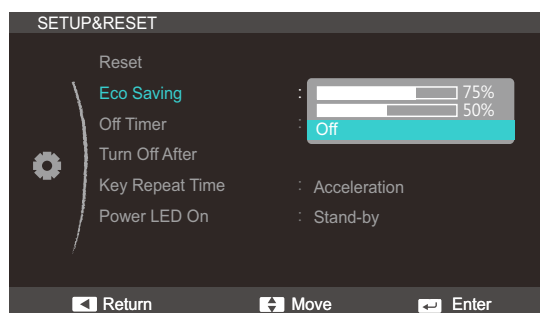 SETUP&RESET
Reset
Eco Saving : 75%
50%
Off Timer : Off
Turn Off After
Key Repeat Time : Acceleration
Power LED On : Stand-by
Return Move Enter